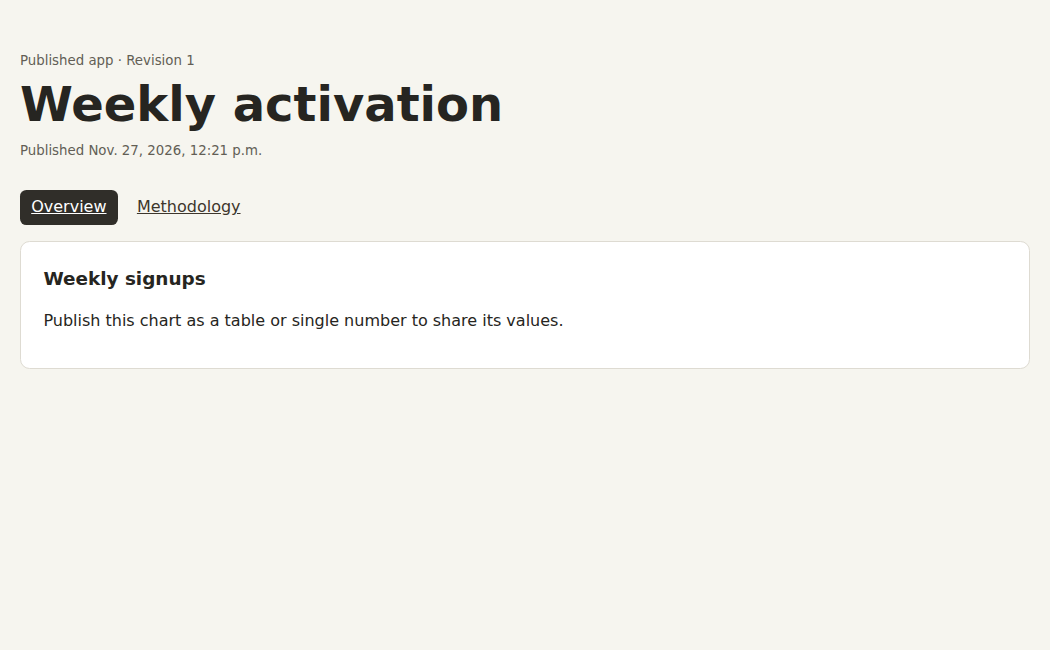 Published app · Revision 1
Weekly activation
Published Nov. 27, 2026, 12:21 p.m.
Overview Methodology
Weekly signups
Publish this chart as a table or single number to share its values.